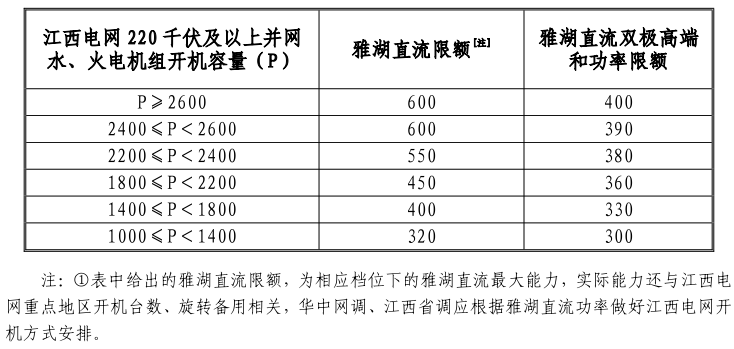 江西电网 220 千伏及以上并网
水、火电机组开机容量（P）
雅湖直流限额[注]
雅湖直流双极高端
和功率限额
P≥2600 600 400
2400≤P<2600 600 390
2200≤P<2400 550 380
1800≤P<2200 450 360
1400≤P<1800 400 330
1000≤P<1400 320 300
注：①表中给出的雅湖直流限额，为相应档位下的雅湖直流最大能力，实际能力还与江西电
网重点地区开机台数、旋转备用相关，华中网调、江西省调应根据雅湖直流功率做好江西电网开
机方式安排。